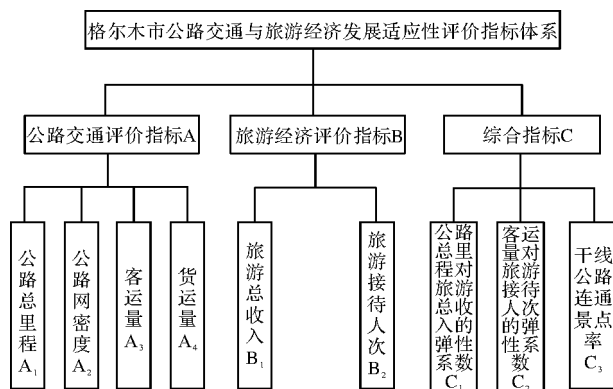 格尔木市公路交通与旅游经济发展适应性评价指标体系
公路交通评价指标A
旅游经济评价指标B
综合指标C
公路总里程A₁
公路网密度A₂
客运量A₃
货运量A₄
旅游总收入B₁
旅游接待人次B₂
公路总里程对旅游总收入的弹性系数C₁
客运量对旅游接待人次的弹性系数C₂
干线公路连通景点率C₃